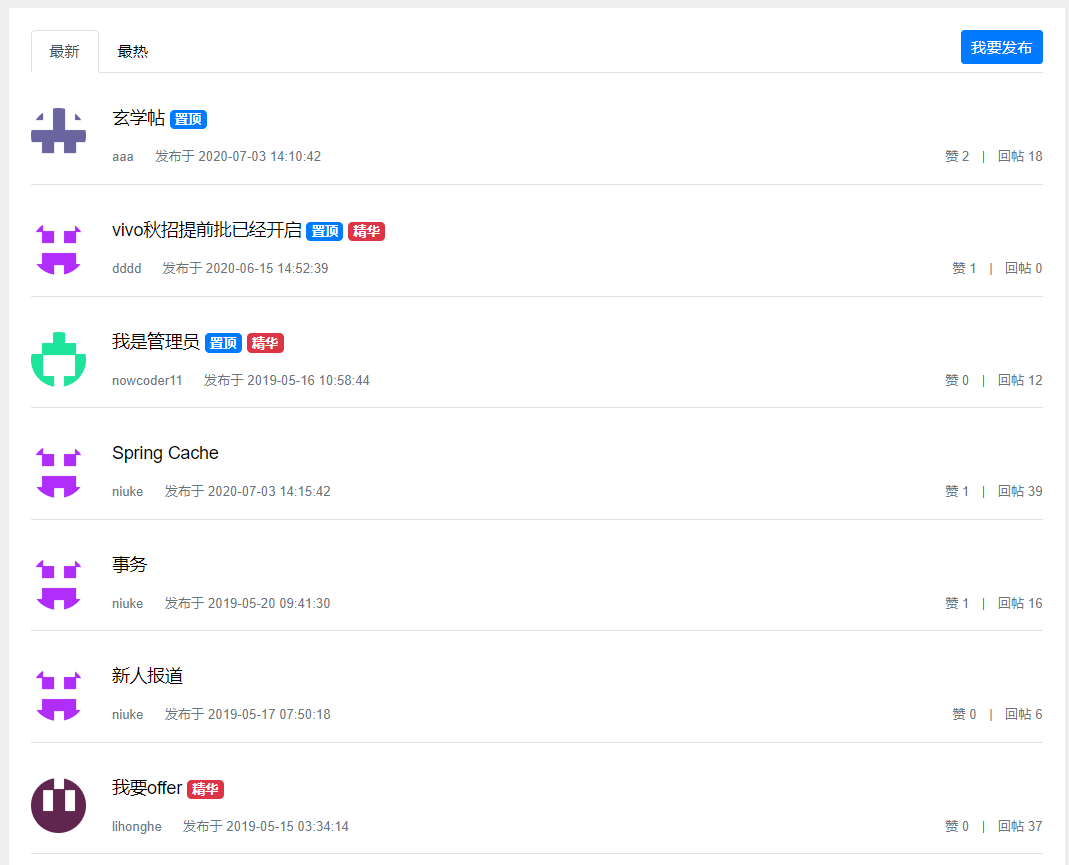 最新 最热 我要发布
玄学帖 置顶
aaa 发布于 2020-07-03 14:10:42 赞 2 | 回帖 18
vivo秋招提前批已经开启 置顶 精华
dddd 发布于 2020-06-15 14:52:39 赞 1 | 回帖 0
我是管理员 置顶 精华
nowcoder11 发布于 2019-05-16 10:58:44 赞 0 | 回帖 12
Spring Cache
niuke 发布于 2020-07-03 14:15:42 赞 1 | 回帖 39
事务
niuke 发布于 2019-05-20 09:41:30 赞 1 | 回帖 16
新人报道
niuke 发布于 2019-05-17 07:50:18 赞 0 | 回帖 6
我要offer 精华
lihonghe 发布于 2019-05-15 03:34:14 赞 0 | 回帖 37